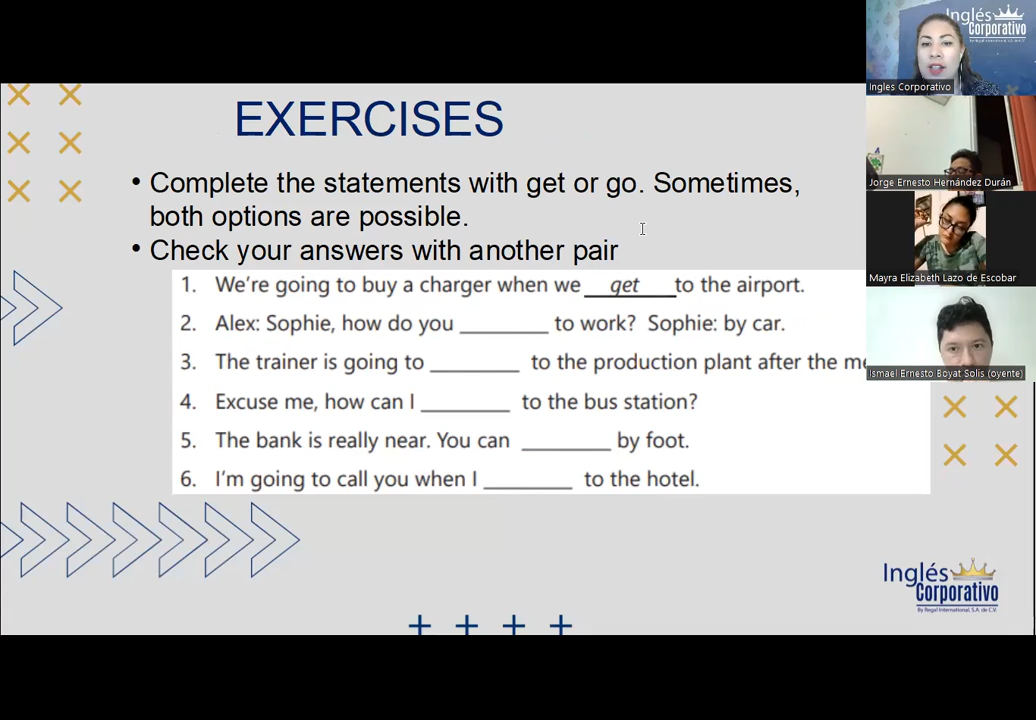 EXERCISES
• Complete the statements with get or go. Sometimes,
both options are possible.
• Check your answers with another pair
1. We're going to buy a charger when we get to the airport.
2. Alex: Sophie, how do you ________ to work? Sophie: by car.
3. The trainer is going to ________ to the production plant after the
4. Excuse me, how can I ________ to the bus station?
5. The bank is really near. You can ________ by foot.
6. I'm going to call you when I ________ to the hotel.
Inglés
Corporativo
By Regal International, S.A. de C.V.
Inglés
Corporativo
Ingles Corporativo
Jorge Ernesto Hernández Durán
Mayra Elizabeth Lazo de Escobar
Ismael Ernesto Boyat Solis (oyente)